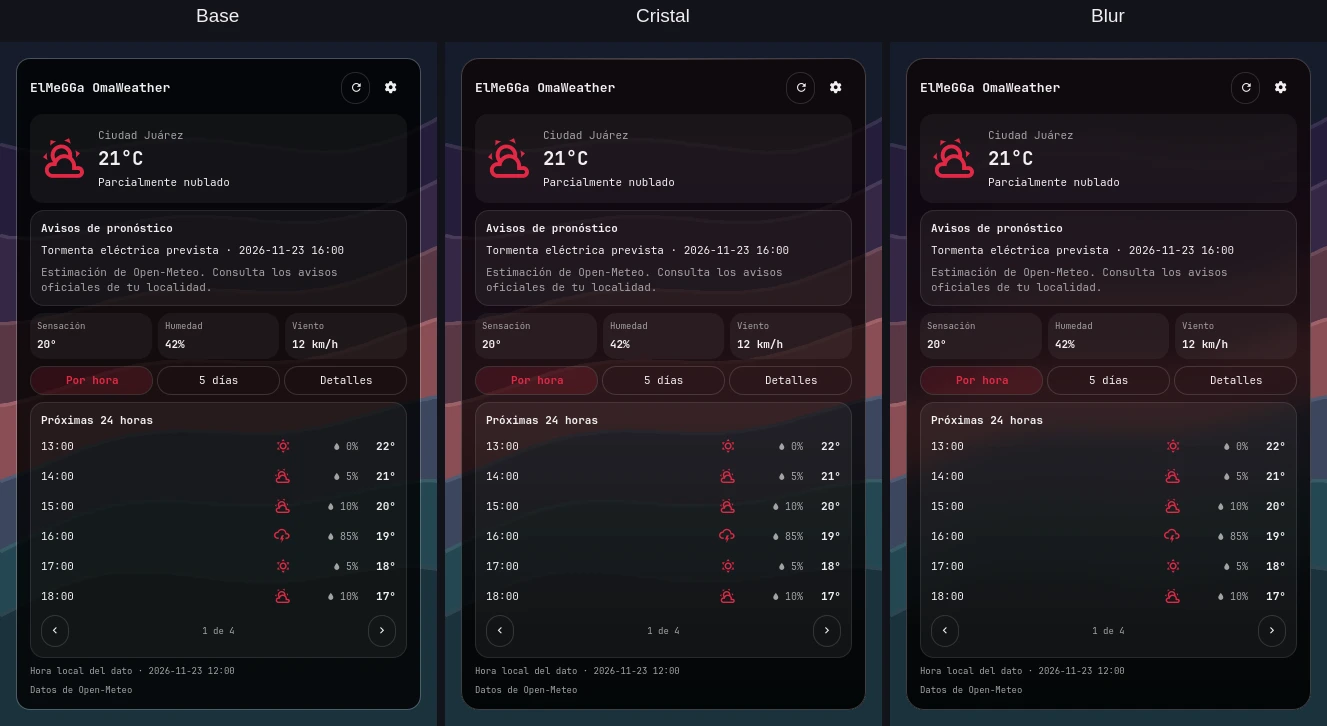 Base
ElMeGGa OmaWeather
Ciudad Juárez
21°C
Parcialmente nublado
Avisos de pronóstico
Tormenta eléctrica prevista · 2026-11-23 16:00
Estimación de Open-Meteo. Consulta los avisos
oficiales de tu localidad.
Sensación Humedad Viento
20° 42% 12 km/h
Por hora 5 días Detalles
Próximas 24 horas
13:00 0% 22°
14:00 5% 21°
15:00 10% 20°
16:00 85% 19°
17:00 5% 18°
18:00 10% 17°
1 de 4
Hora local del dato · 2026-11-23 12:00
Datos de Open-Meteo
Cristal
ElMeGGa OmaWeather
Ciudad Juárez
21°C
Parcialmente nublado
Avisos de pronóstico
Tormenta eléctrica prevista · 2026-11-23 16:00
Estimación de Open-Meteo. Consulta los avisos
oficiales de tu localidad.
Sensación Humedad Viento
20° 42% 12 km/h
Por hora 5 días Detalles
Próximas 24 horas
13:00 0% 22°
14:00 5% 21°
15:00 10% 20°
16:00 85% 19°
17:00 5% 18°
18:00 10% 17°
1 de 4
Hora local del dato · 2026-11-23 12:00
Datos de Open-Meteo
Blur
ElMeGGa OmaWeather
Ciudad Juárez
21°C
Parcialmente nublado
Avisos de pronóstico
Tormenta eléctrica prevista · 2026-11-23 16:00
Estimación de Open-Meteo. Consulta los avisos
oficiales de tu localidad.
Sensación Humedad Viento
20° 42% 12 km/h
Por hora 5 días Detalles
Próximas 24 horas
13:00 0% 22°
14:00 5% 21°
15:00 10% 20°
16:00 85% 19°
17:00 5% 18°
18:00 10% 17°
1 de 4
Hora local del dato · 2026-11-23 12:00
Datos de Open-Meteo